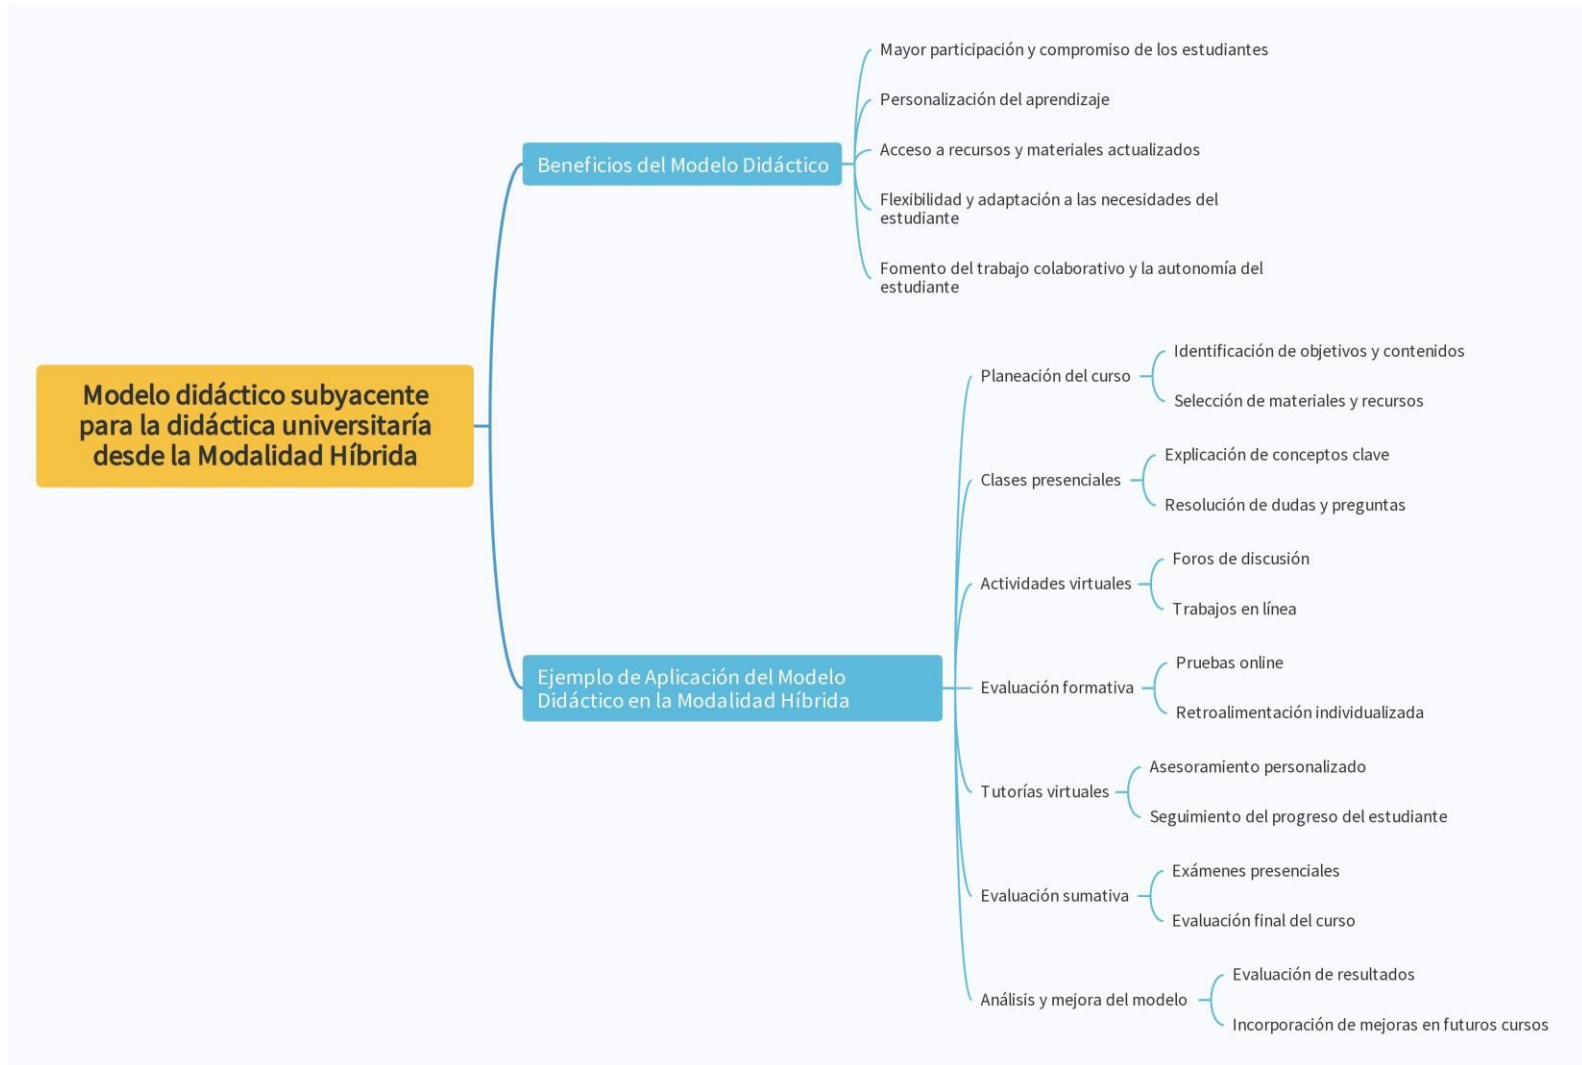 Modelo didáctico subyacente
para la didáctica universitaría
desde la Modalidad Híbrida
Beneficios del Modelo Didáctico
Mayor participación y compromiso de los estudiantes
Personalización del aprendizaje
Acceso a recursos y materiales actualizados
Flexibilidad y adaptación a las necesidades del
estudiante
Fomento del trabajo colaborativo y la autonomía del
estudiante
Ejemplo de Aplicación del Modelo
Didáctico en la Modalidad Híbrida
Planeación del curso
Identificación de objetivos y contenidos
Selección de materiales y recursos
Clases presenciales
Explicación de conceptos clave
Resolución de dudas y preguntas
Actividades virtuales
Foros de discusión
Trabajos en línea
Evaluación formativa
Pruebas online
Retroalimentación individualizada
Tutorías virtuales
Asesoramiento personalizado
Seguimiento del progreso del estudiante
Evaluación sumativa
Exámenes presenciales
Evaluación final del curso
Análisis y mejora del modelo
Evaluación de resultados
Incorporación de mejoras en futuros cursos